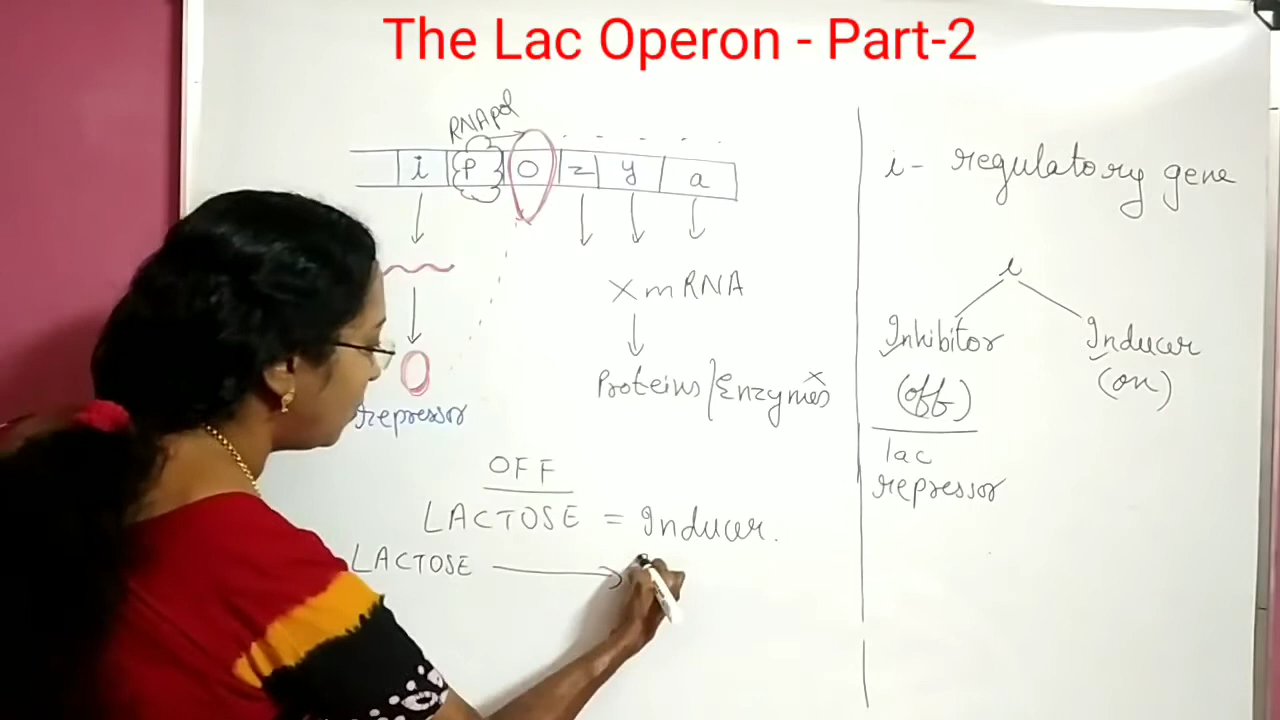 The Lac Operon - Part-2
RNApol
i P O z y a
X mRNA
Proteins/Enzymes X
repressor
OFF
LACTOSE = Inducer.
LACTOSE →
i - regulatory gene
i
Inhibitor Inducer
(off) (on)
lac
repressor